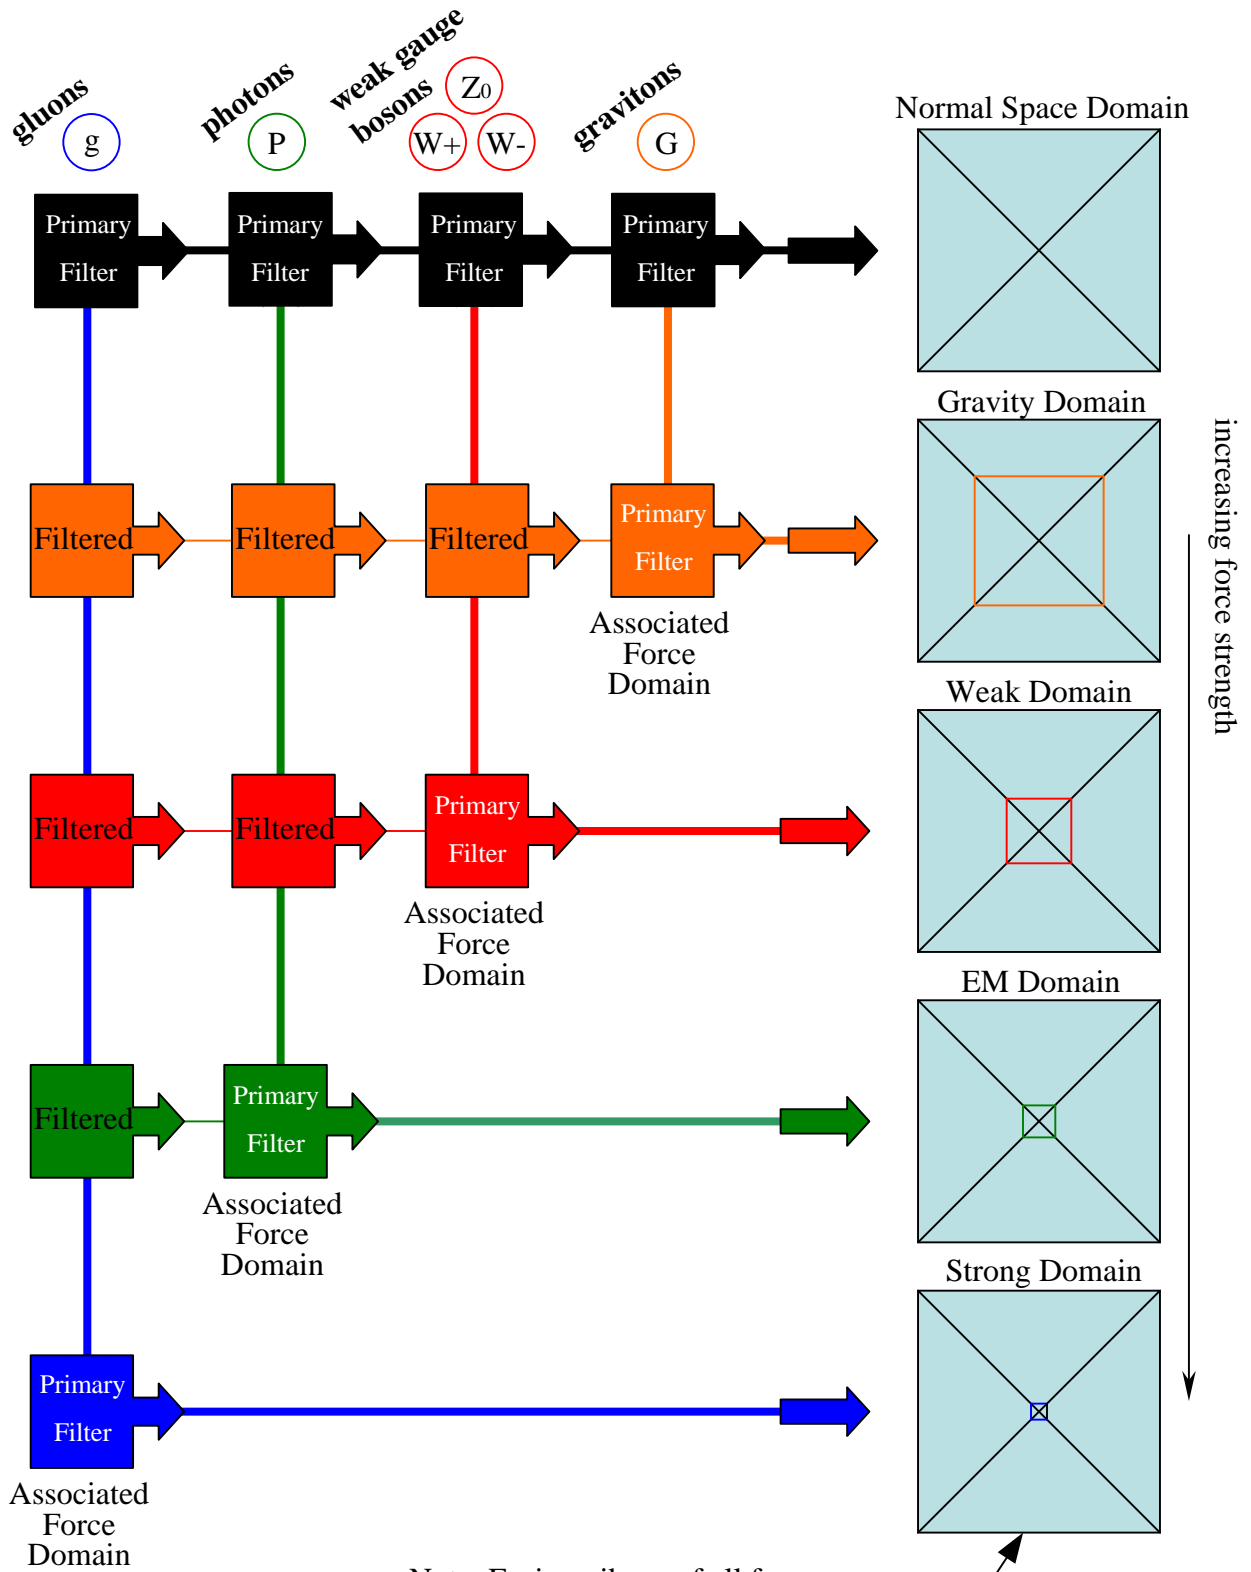 gluons
photons
weak gauge
bosons
gravitons
g
P
Z0
W+
W-
G
Normal Space Domain
Primary
Filter
Primary
Filter
Primary
Filter
Primary
Filter
Gravity Domain
increasing force strength
Filtered
Filtered
Filtered
Primary
Filter
Associated
Force
Domain
Weak Domain
Filtered
Filtered
Primary
Filter
Associated
Force
Domain
EM Domain
Filtered
Primary
Filter
Associated
Force
Domain
Strong Domain
Primary
Filter
Associated
Force
Domain